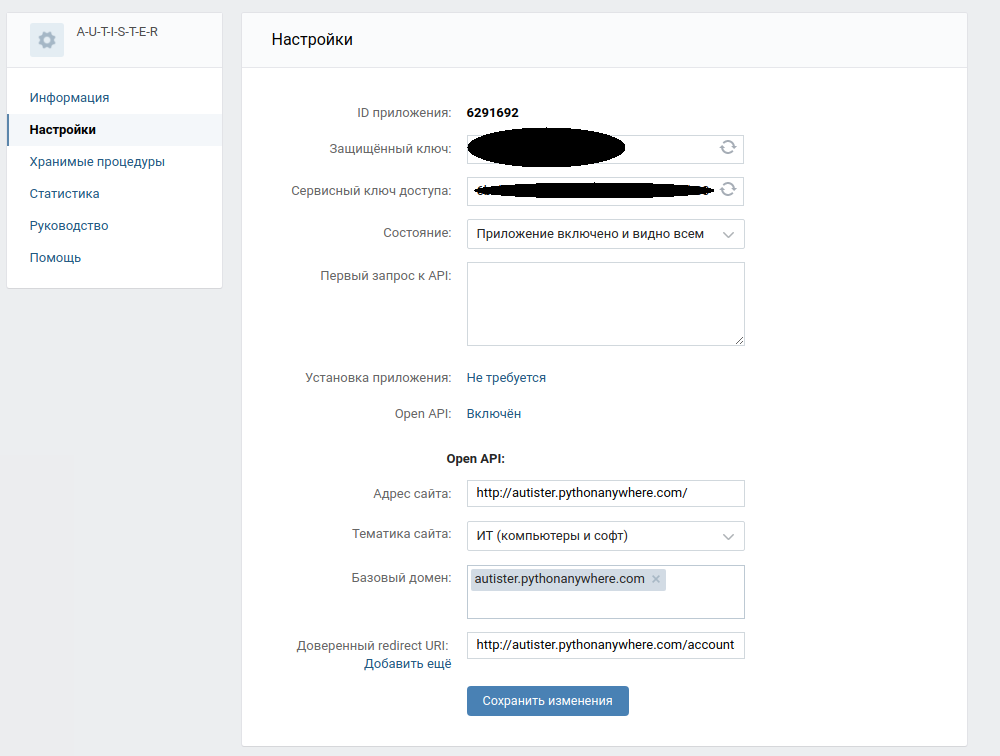 A-U-T-I-S-T-E-R
Информация
Настройки
Хранимые процедуры
Статистика
Руководство
Помощь
Настройки
ID приложения: 6291692
Защищённый ключ:
Сервисный ключ доступа:
Состояние: Приложение включено и видно всем
Первый запрос к API:
Установка приложения: Не требуется
Open API: Включён
Open API:
Адрес сайта: http://autister.pythonanywhere.com/
Тематика сайта: ИТ (компьютеры и софт)
Базовый домен: autister.pythonanywhere.com ×
Доверенный redirect URI: http://autister.pythonanywhere.com/account
Добавить ещё
Сохранить изменения